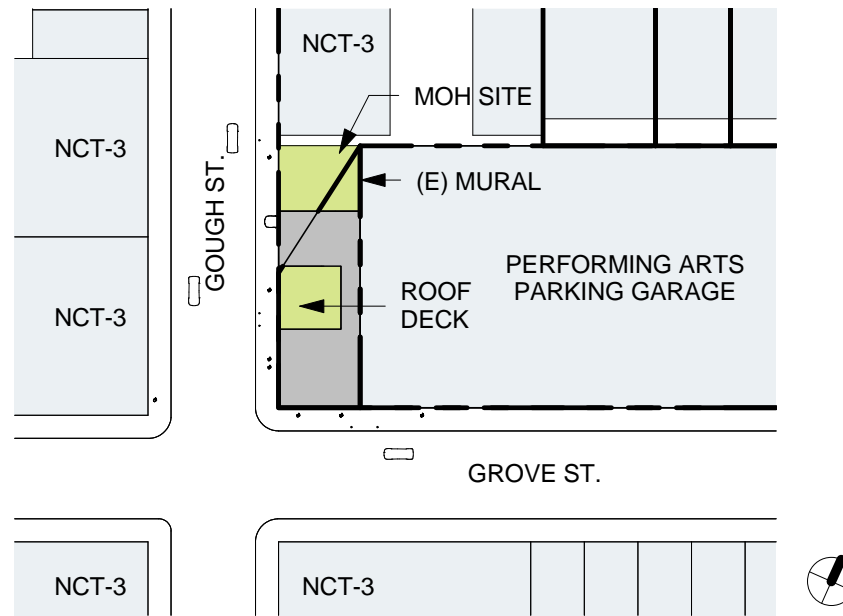 NCT-3
MOH SITE
NCT-3
(E) MURAL
GOUGH ST.
PERFORMING ARTS
PARKING GARAGE
ROOF
DECK
NCT-3
GROVE ST.
NCT-3
NCT-3